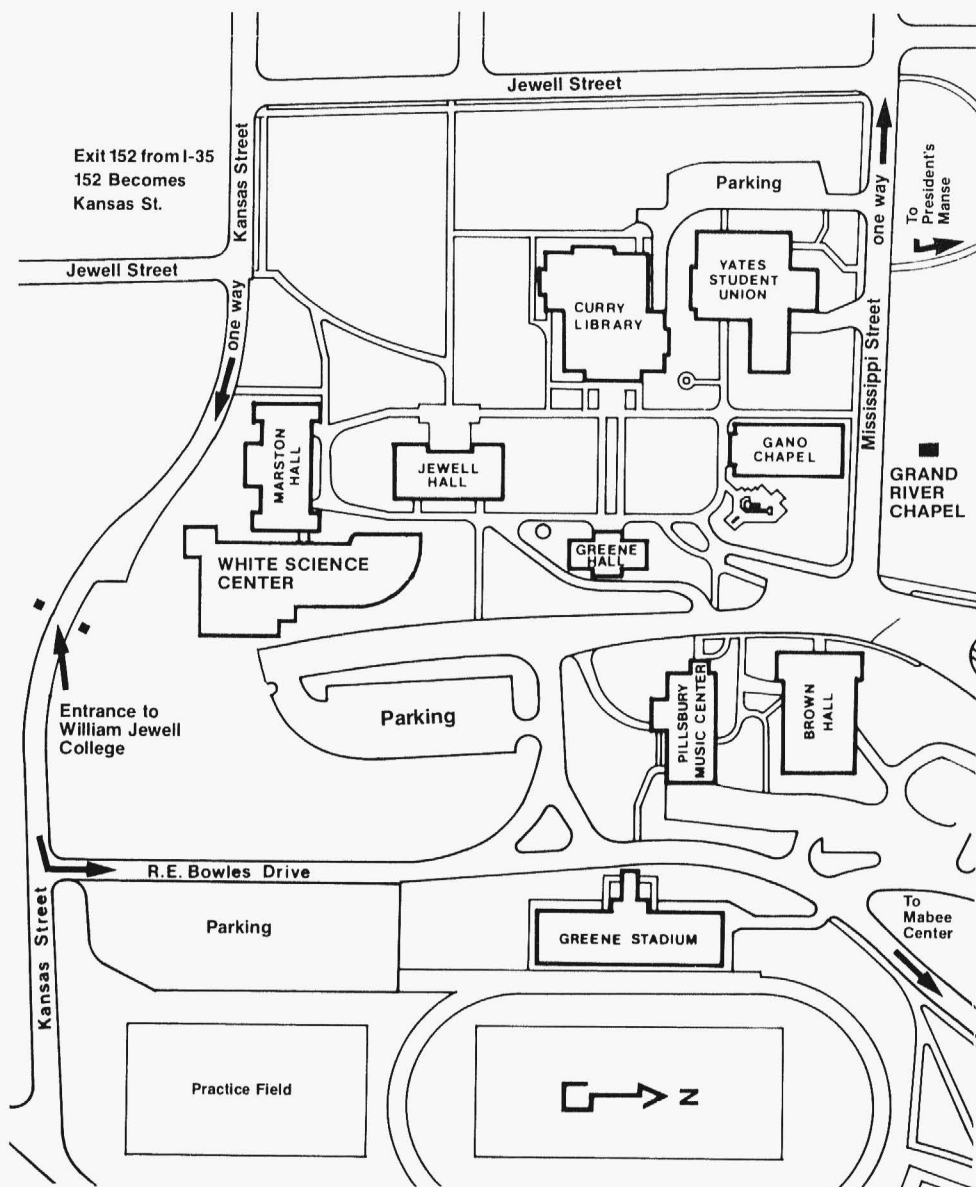 Jewell Street
Exit 152 from I-35
152 Becomes
Kansas St.
Kansas Street
Parking
one way
To
President's
Manse
Jewell Street
one way
CURRY
LIBRARY
YATES
STUDENT
UNION
Mississippi Street
MARSTON
HALL
JEWELL
HALL
GANO
CHAPEL
GRAND
RIVER
CHAPEL
WHITE SCIENCE
CENTER
GREENE
HALL
Entrance to
William Jewell
College
Parking
PILLSBURY
MUSIC CENTER
BROWN
HALL
R.E. Bowles Drive
Kansas Street
Parking
GREENE STADIUM
To
Mabee
Center
Practice Field
N